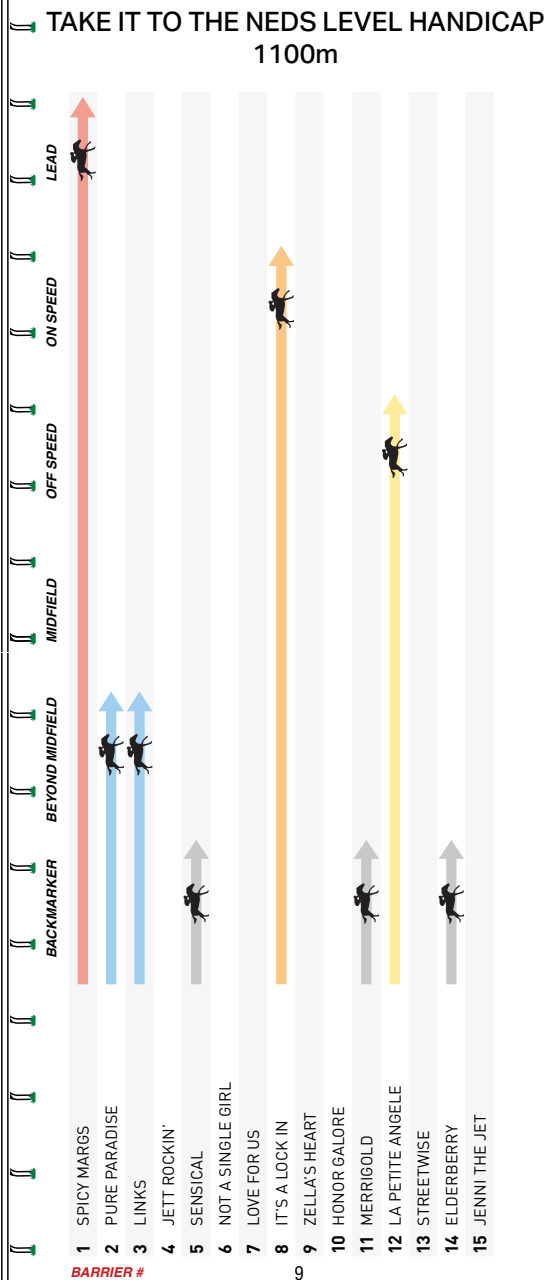 TAKE IT TO THE NEDS LEVEL HANDICAP
1100m
LEAD
ON SPEED
OFF SPEED
MIDFIELD
BEYOND MIDFIELD
BACKMARKER
1 SPICY MARGS
2 PURE PARADISE
3 LINKS
4 JETT ROCKIN'
5 SENSICAL
6 NOT A SINGLE GIRL
7 LOVE FOR US
8 IT'S A LOCK IN
9 ZELLA'S HEART
10 HONOR GALORE
11 MERRIGOLD
12 LA PETITE ANGELE
13 STREETWISE
14 ELDERBERRY
15 JENNI THE JET
BARRIER #
9